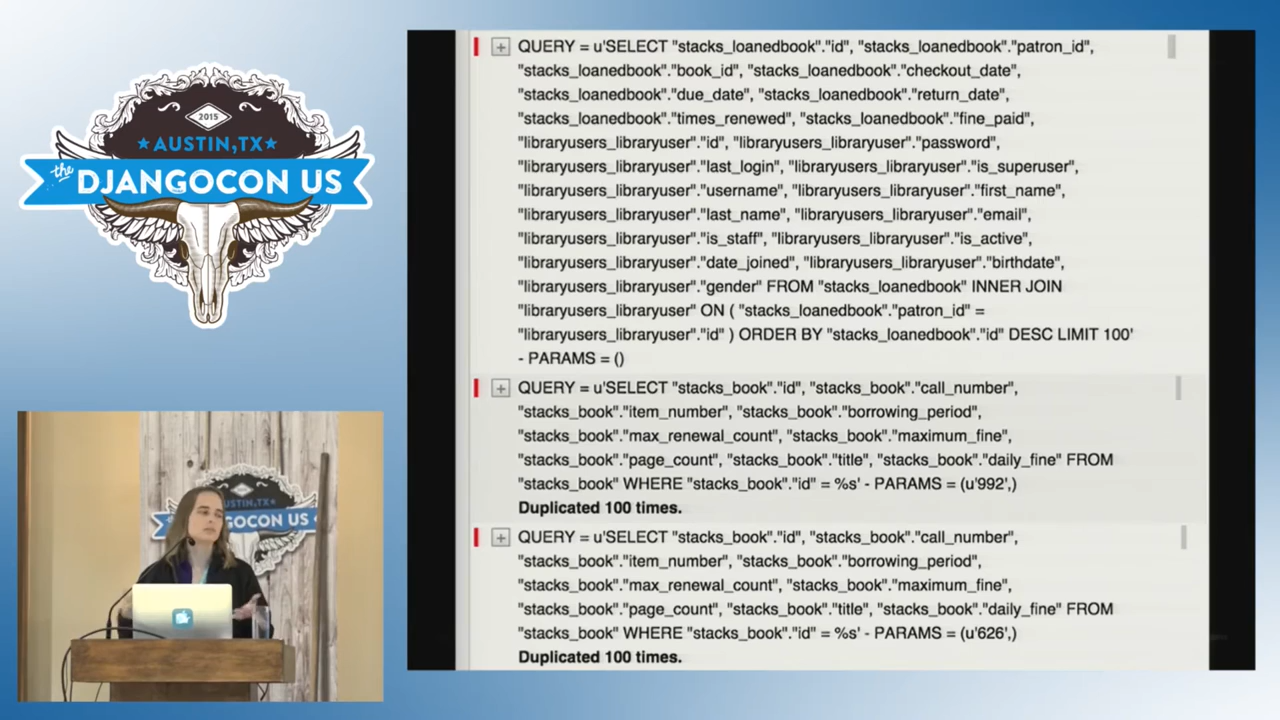 2015
AUSTIN,TX
the
DJANGOCON US
QUERY = u'SELECT "stacks_loanedbook"."id", "stacks_loanedbook"."patron_id",
"stacks_loanedbook"."book_id", "stacks_loanedbook"."checkout_date",
"stacks_loanedbook"."due_date", "stacks_loanedbook"."return_date",
"stacks_loanedbook"."times_renewed", "stacks_loanedbook"."fine_paid",
"libraryusers_libraryuser"."id", "libraryusers_libraryuser"."password",
"libraryusers_libraryuser"."last_login", "libraryusers_libraryuser"."is_superuser",
"libraryusers_libraryuser"."username", "libraryusers_libraryuser"."first_name",
"libraryusers_libraryuser"."last_name", "libraryusers_libraryuser"."email",
"libraryusers_libraryuser"."is_staff", "libraryusers_libraryuser"."is_active",
"libraryusers_libraryuser"."date_joined", "libraryusers_libraryuser"."birthdate",
"libraryusers_libraryuser"."gender" FROM "stacks_loanedbook" INNER JOIN
"libraryusers_libraryuser" ON ( "stacks_loanedbook"."patron_id" =
"libraryusers_libraryuser"."id" ) ORDER BY "stacks_loanedbook"."id" DESC LIMIT 100'
- PARAMS = ()
QUERY = u'SELECT "stacks_book"."id", "stacks_book"."call_number",
"stacks_book"."item_number", "stacks_book"."borrowing_period",
"stacks_book"."max_renewal_count", "stacks_book"."maximum_fine",
"stacks_book"."page_count", "stacks_book"."title", "stacks_book"."daily_fine" FROM
"stacks_book" WHERE "stacks_book"."id" = %s' - PARAMS = (u'992',)
Duplicated 100 times.
QUERY = u'SELECT "stacks_book"."id", "stacks_book"."call_number",
"stacks_book"."item_number", "stacks_book"."borrowing_period",
"stacks_book"."max_renewal_count", "stacks_book"."maximum_fine",
"stacks_book"."page_count", "stacks_book"."title", "stacks_book"."daily_fine" FROM
"stacks_book" WHERE "stacks_book"."id" = %s' - PARAMS = (u'626',)
Duplicated 100 times.